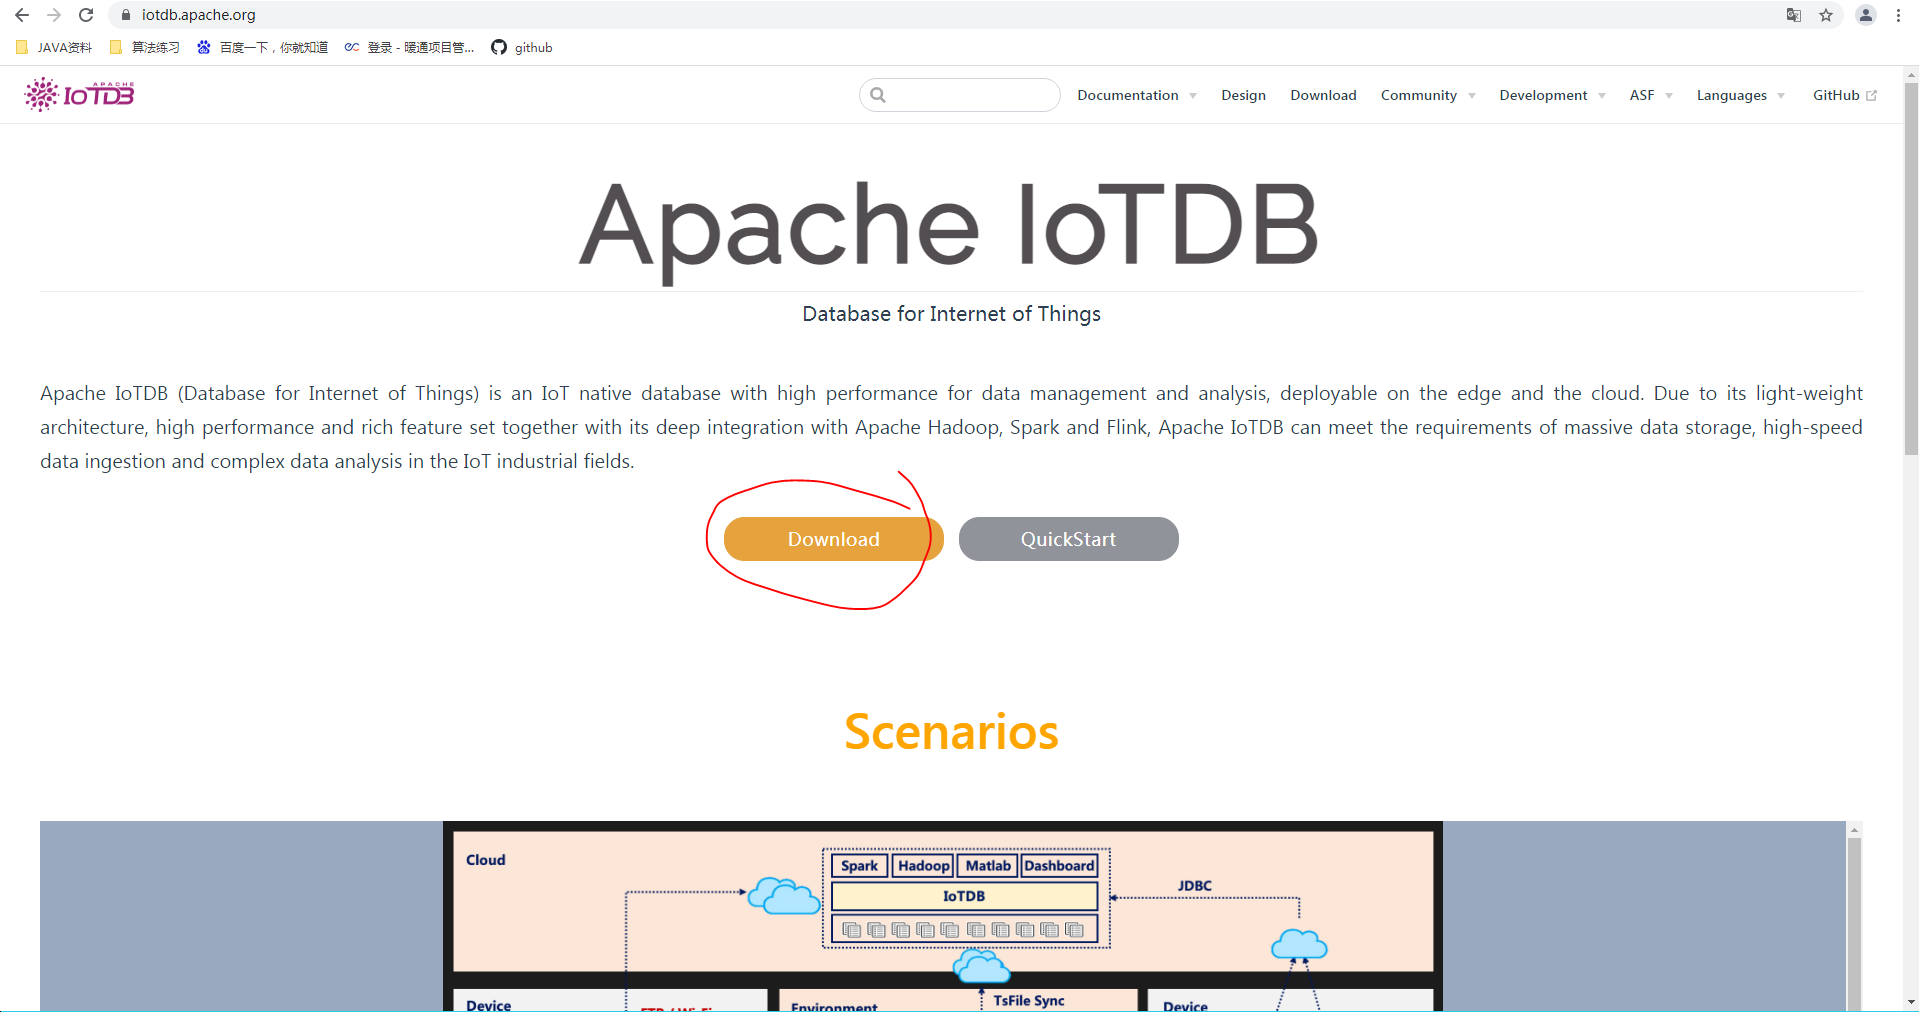 iotdb.apache.org
JAVA资料 算法练习 百度一下，你就知道 登录 - 暖通项目管... github
APACHE
IoTDB
Documentation Design Download Community Development ASF Languages GitHub
Apache IoTDB
Database for Internet of Things
Apache IoTDB (Database for Internet of Things) is an IoT native database with high performance for data management and analysis, deployable on the edge and the cloud. Due to its light-weight
architecture, high performance and rich feature set together with its deep integration with Apache Hadoop, Spark and Flink, Apache IoTDB can meet the requirements of massive data storage, high-speed
data ingestion and complex data analysis in the IoT industrial fields.
Download QuickStart
Scenarios
Cloud
Spark Hadoop Matlab Dashboard
JDBC
IoTDB
TsFile Sync
Device Environment Device